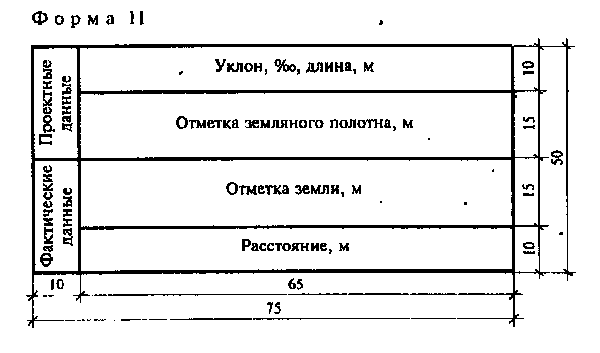 Форма 11
Проектные данные
Уклон, ‰, длина, м
10
Отметка земляного полотна, м
15
50
Фактические данные
Отметка земли, м
15
Расстояние, м
10
10
65
75